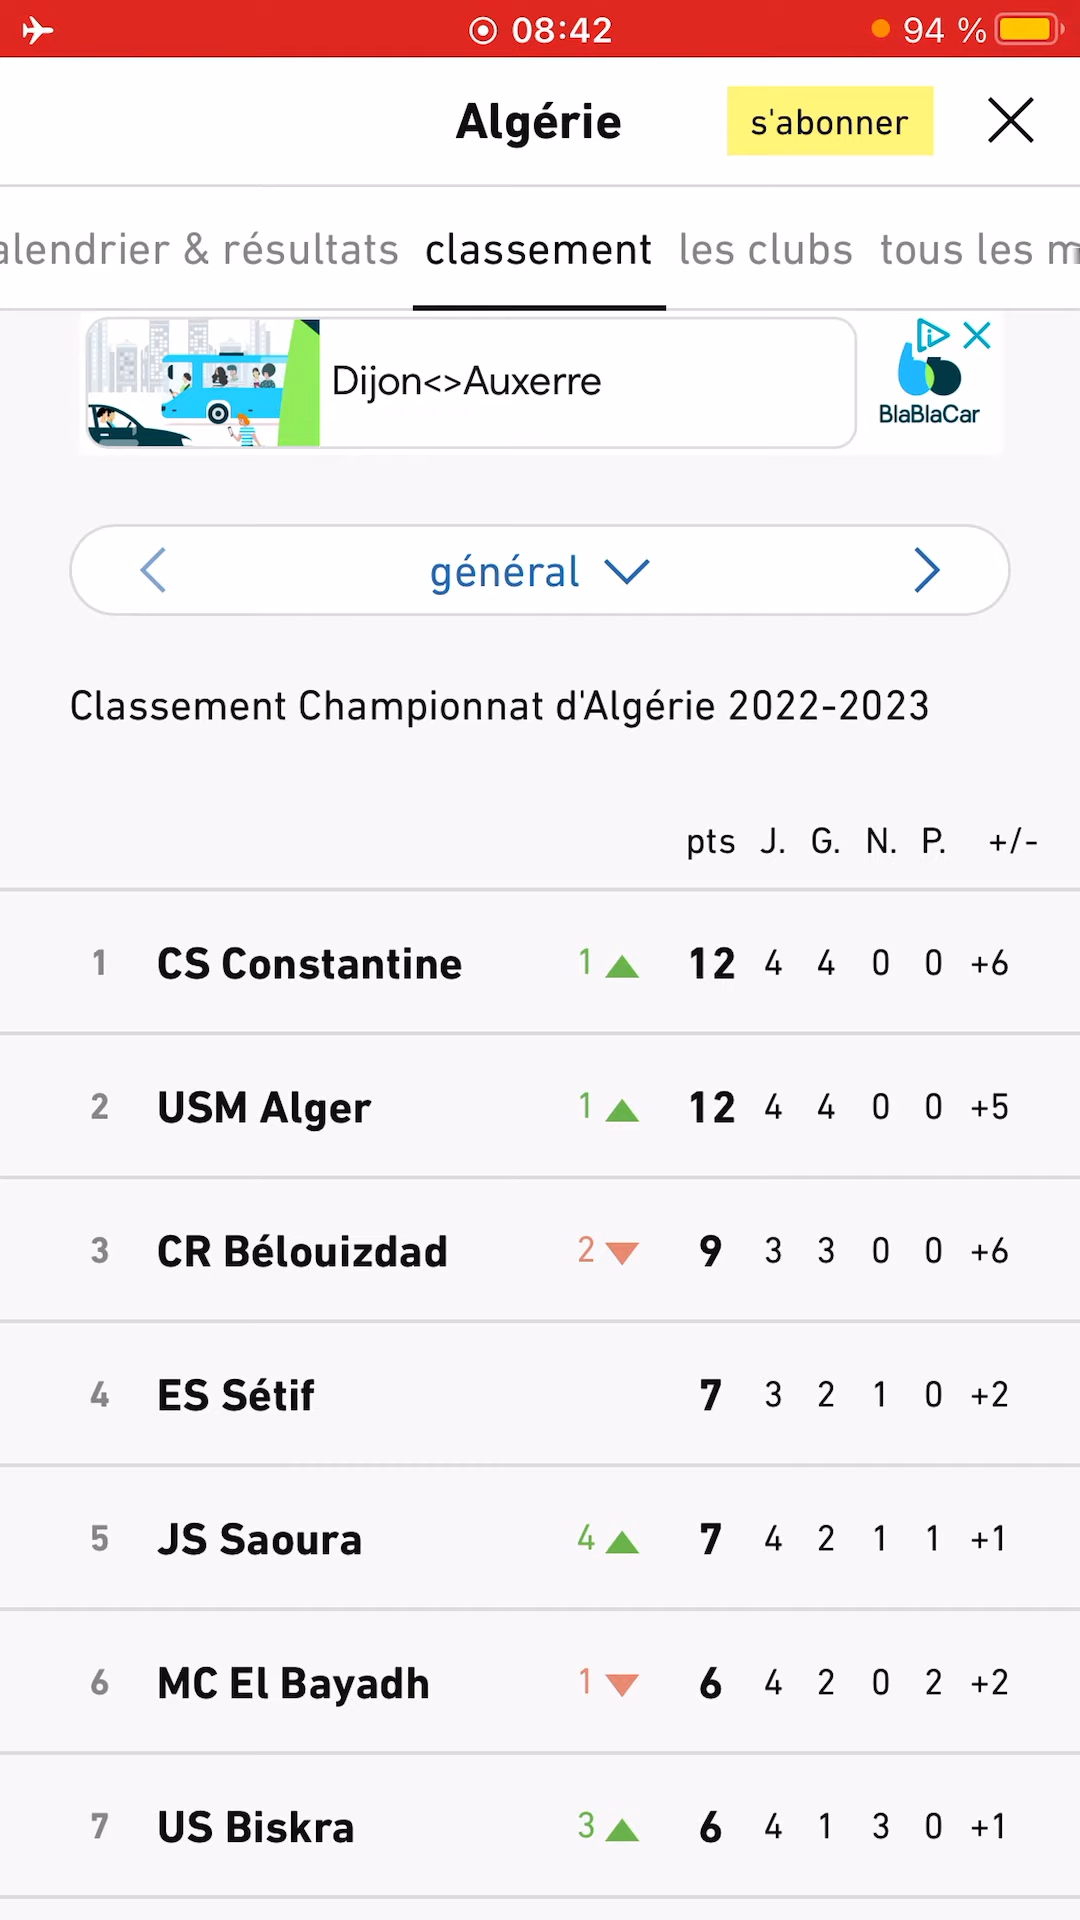 08:42
94 %
Algérie
s'abonner
alendrier & résultats classement les clubs tous les m
Dijon<>Auxerre
BlaBlaCar
général
Classement Championnat d'Algérie 2022-2023
pts J. G. N. P. +/-
1 CS Constantine 1 12 4 4 0 0 +6
2 USM Alger 1 12 4 4 0 0 +5
3 CR Bélouizdad 2 9 3 3 0 0 +6
4 ES Sétif 7 3 2 1 0 +2
5 JS Saoura 4 7 4 2 1 1 +1
6 MC El Bayadh 1 6 4 2 0 2 +2
7 US Biskra 3 6 4 1 3 0 +1